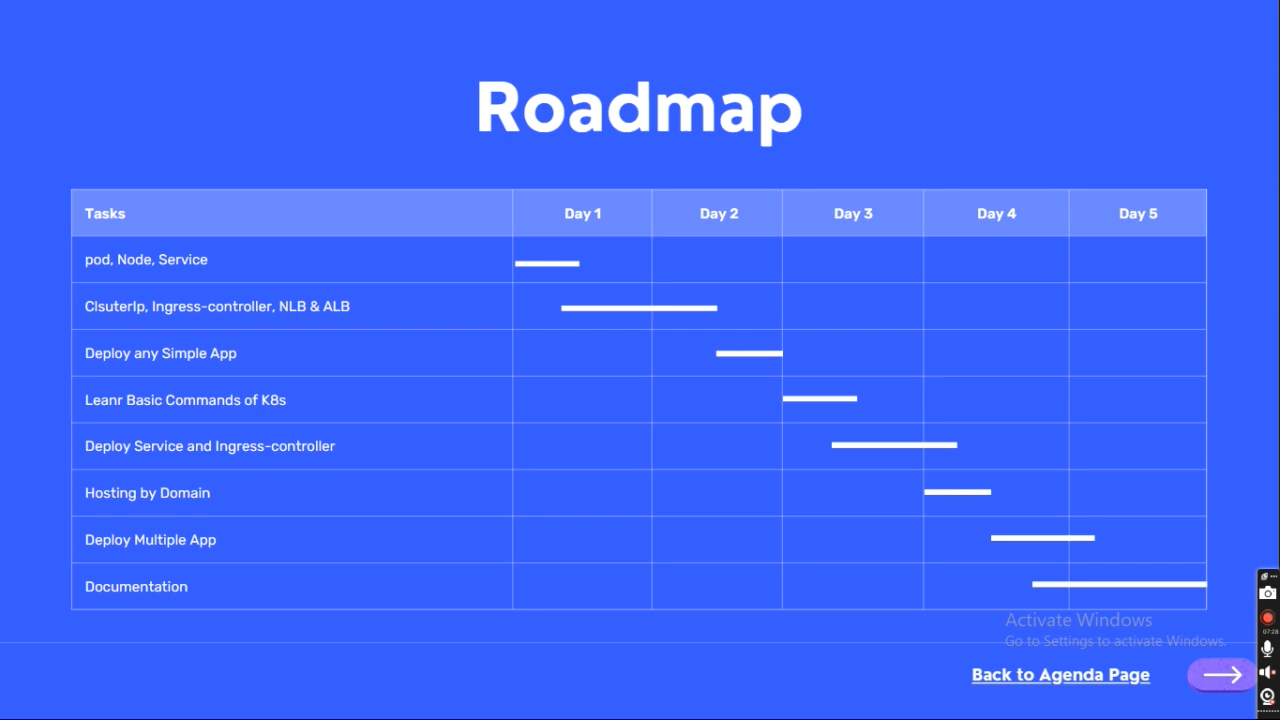 Roadmap
Tasks Day 1 Day 2 Day 3 Day 4 Day 5
pod, Node, Service
ClsuterIp, Ingress-controller, NLB & ALB
Deploy any Simple App
Leanr Basic Commands of K8s
Deploy Service and Ingress-controller
Hosting by Domain
Deploy Multiple App
Documentation
Activate Windows
Go to Settings to activate Windows.
07:28
Back to Agenda Page